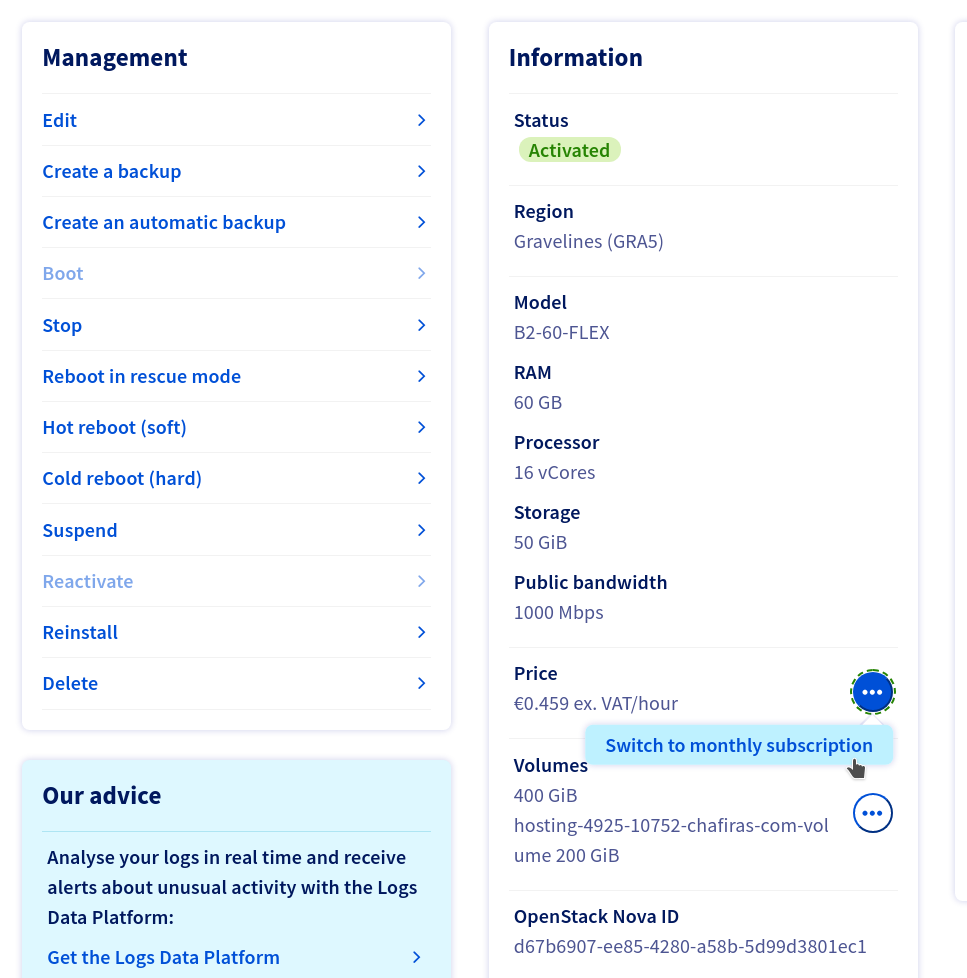 Management
Edit
Create a backup
Create an automatic backup
Boot
Stop
Reboot in rescue mode
Hot reboot (soft)
Cold reboot (hard)
Suspend
Reactivate
Reinstall
Delete
Our advice
Analyse your logs in real time and receive
alerts about unusual activity with the Logs
Data Platform:
Get the Logs Data Platform
Information
Status
Activated
Region
Gravelines (GRA5)
Model
B2-60-FLEX
RAM
60 GB
Processor
16 vCores
Storage
50 GiB
Public bandwidth
1000 Mbps
Price
€0.459 ex. VAT/hour
Switch to monthly subscription
Volumes
400 GiB
hosting-4925-10752-chafiras-com-vol
ume 200 GiB
OpenStack Nova ID
d67b6907-ee85-4280-a58b-5d99d3801ec1